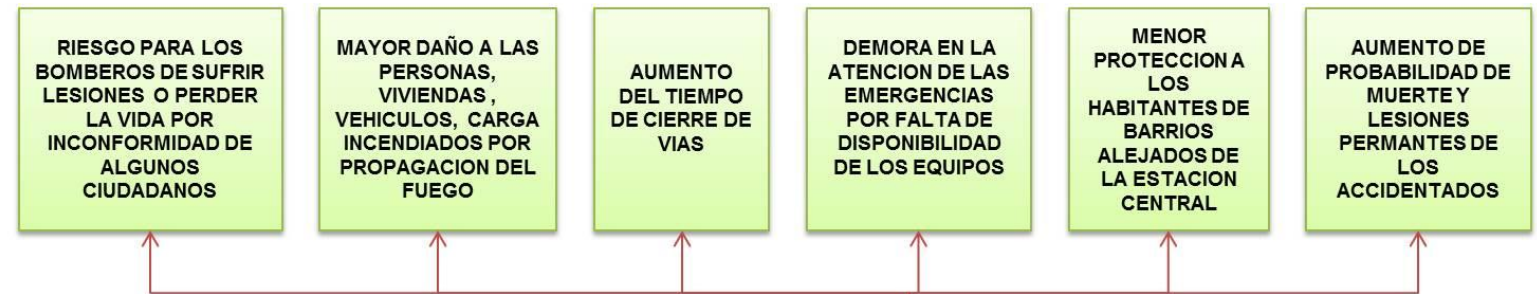 RIESGO PARA LOS
BOMBEROS DE SUFRIR
LESIONES O PERDER
LA VIDA POR
INCONFORMIDAD DE
ALGUNOS
CIUDADANOS
MAYOR DAÑO A LAS
PERSONAS,
VIVIENDAS ,
VEHICULOS, CARGA
INCENDIADOS POR
PROPAGACION DEL
FUEGO
AUMENTO
DEL TIEMPO
DE CIERRE DE
VIAS
DEMORA EN LA
ATENCION DE LAS
EMERGENCIAS
POR FALTA DE
DISPONIBILIDAD
DE LOS EQUIPOS
MENOR
PROTECCION A
LOS
HABITANTES DE
BARRIOS
ALEJADOS DE
LA ESTACION
CENTRAL
AUMENTO DE
PROBABILIDAD DE
MUERTE Y
LESIONES
PERMANTES DE
LOS
ACCIDENTADOS